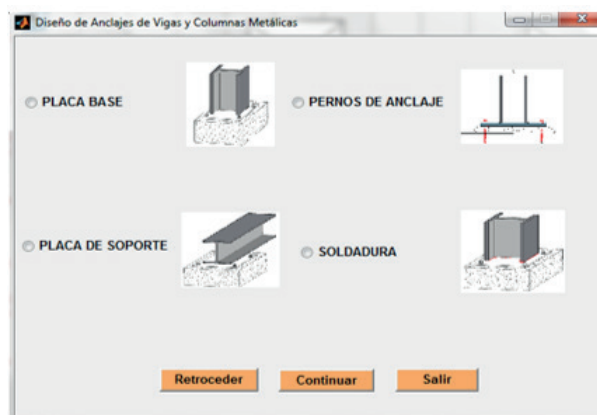 Diseño de Anclajes de Vigas y Columnas Metálicas
PLACA BASE
PERNOS DE ANCLAJE
PLACA DE SOPORTE
SOLDADURA
Retroceder
Continuar
Salir